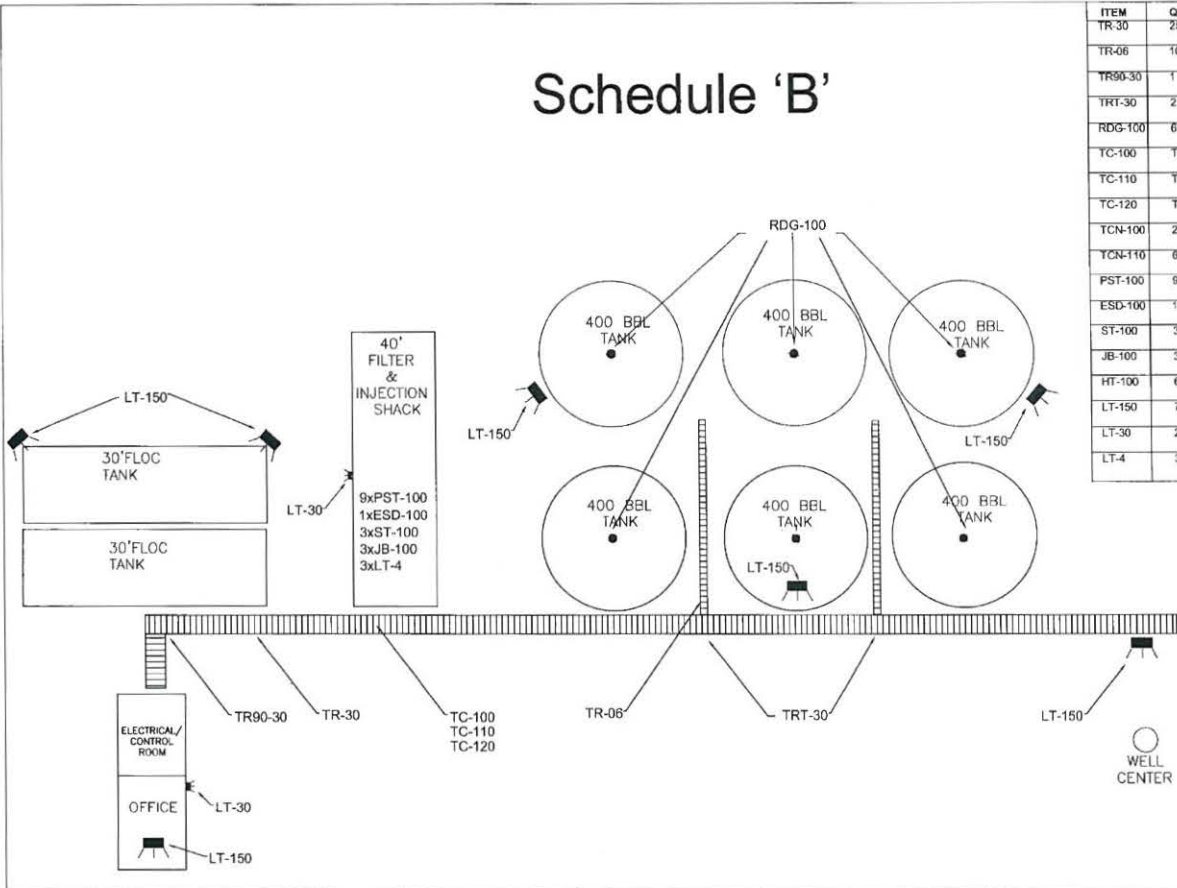 Schedule 'B'
ITEM
TR-30
TR-06
TR90-30
TRT-30
RDG-100
TC-100
TC-110
TC-120
TCN-100
TCN-110
PST-100
ESD-100
ST-100
JB-100
HT-100
LT-150
LT-30
LT-4
RDG-100
400 BBL
TANK
400 BBL
TANK
400 BBL
TANK
40'
FILTER
&
INJECTION
SHACK
9xPST-100
1xESD-100
3xST-100
3xJB-100
3xLT-4
LT-150
LT-150
LT-150
30'FLOC
TANK
LT-30
30'FLOC
TANK
400 BBL
TANK
400 BBL
TANK
400 BBL
TANK
LT-150
TR90-30
TR-30
TC-100
TC-110
TC-120
TR-06
TRT-30
LT-150
ELECTRICAL/
CONTROL
ROOM
WELL
CENTER
OFFICE
LT-30
LT-150